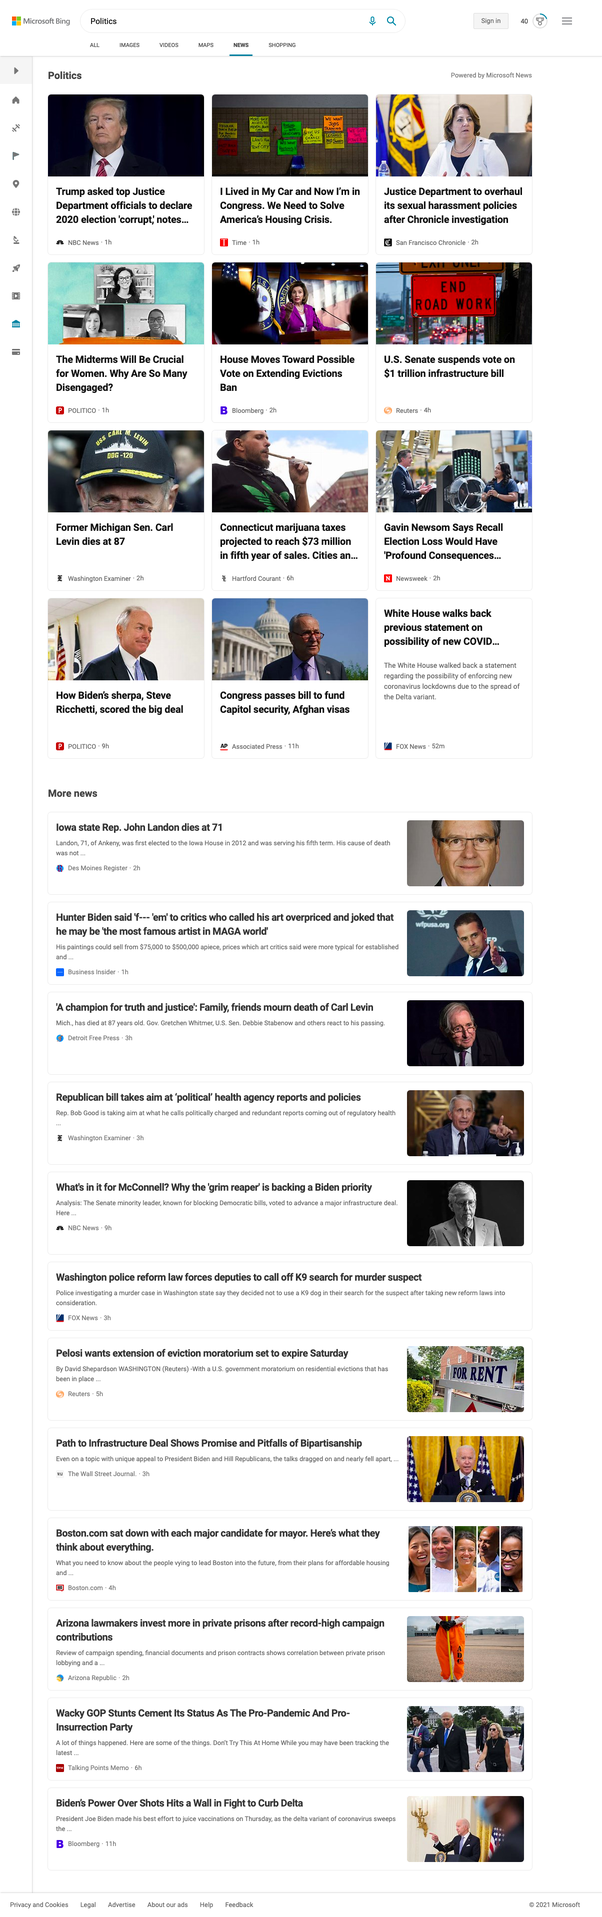 Microsoft Bing
Politics
Sign in
40
ALL IMAGES VIDEOS MAPS NEWS SHOPPING
Politics
Powered by Microsoft News
Trump asked top Justice
Department officials to declare
2020 election 'corrupt,' notes...
NBC News · 1h
I Lived in My Car and Now I'm in
Congress. We Need to Solve
America's Housing Crisis.
Time · 1h
Justice Department to overhaul
its sexual harassment policies
after Chronicle investigation
San Francisco Chronicle · 2h
The Midterms Will Be Crucial
for Women. Why Are So Many
Disengaged?
POLITICO · 1h
House Moves Toward Possible
Vote on Extending Evictions
Ban
Bloomberg · 2h
EXIT ONLY
END
ROAD WORK
U.S. Senate suspends vote on
$1 trillion infrastructure bill
Reuters · 4h
USS CARL M. LEVIN
DDG-120
Former Michigan Sen. Carl
Levin dies at 87
Washington Examiner · 2h
Connecticut marijuana taxes
projected to reach $73 million
in fifth year of sales. Cities an...
Hartford Courant · 6h
Gavin Newsom Says Recall
Election Loss Would Have
'Profound Consequences...
Newsweek · 2h
How Biden's sherpa, Steve
Ricchetti, scored the big deal
POLITICO · 9h
Congress passes bill to fund
Capitol security, Afghan visas
AP Associated Press · 11h
White House walks back
previous statement on
possibility of new COVID...
The White House walked back a statement
regarding the possibility of enforcing new
coronavirus lockdowns due to the spread of
the Delta variant.
FOX News · 52m
More news
Iowa state Rep. John Landon dies at 71
Landon, 71, of Ankeny, was first elected to the Iowa House in 2012 and was serving his fifth term. His cause of death
was not ...
Des Moines Register · 2h
Hunter Biden said 'f--- 'em' to critics who called his art overpriced and joked that
he may be 'the most famous artist in MAGA world'
His paintings could sell from $75,000 to $500,000 apiece, prices which art critics said were more typical for established
and ...
Business Insider · 1h
wfpusa.org
'A champion for truth and justice': Family, friends mourn death of Carl Levin
Mich., has died at 87 years old. Gov. Gretchen Whitmer, U.S. Sen. Debbie Stabenow and others react to his passing.
Detroit Free Press · 3h
Republican bill takes aim at 'political' health agency reports and policies
Rep. Bob Good is taking aim at what he calls politically charged and redundant reports coming out of regulatory health
...
Washington Examiner · 3h
What's in it for McConnell? Why the 'grim reaper' is backing a Biden priority
Analysis: The Senate minority leader, known for blocking Democratic bills, voted to advance a major infrastructure deal.
Here ...
NBC News · 9h
Washington police reform law forces deputies to call off K9 search for murder suspect
Police investigating a murder case in Washington state say they decided not to use a K9 dog in their search for the suspect after taking new reform laws into
consideration.
FOX News · 3h
Pelosi wants extension of eviction moratorium set to expire Saturday
By David Shepardson WASHINGTON (Reuters) -With a U.S. government moratorium on residential evictions that has
been in place ...
Reuters · 5h
FOR RENT
Path to Infrastructure Deal Shows Promise and Pitfalls of Bipartisanship
Even on a topic with unique appeal to President Biden and Hill Republicans, the talks dragged on and nearly fell apart, ...
WSJ The Wall Street Journal. · 3h
Boston.com sat down with each major candidate for mayor. Here's what they
think about everything.
What you need to know about the people vying to lead Boston into the future, from their plans for affordable housing
and ...
Boston.com · 4h
Arizona lawmakers invest more in private prisons after record-high campaign
contributions
Review of campaign spending, financial documents and prison contracts shows correlation between private prison
lobbying and a ...
Arizona Republic · 2h
Wacky GOP Stunts Cement Its Status As The Pro-Pandemic And Pro-
Insurrection Party
A lot of things happened. Here are some of the things. Don't Try This At Home While you may have been tracking the
latest ...
Talking Points Memo · 6h
Biden's Power Over Shots Hits a Wall in Fight to Curb Delta
President Joe Biden made his best effort to juice vaccinations on Thursday, as the delta variant of coronavirus sweeps
the ...
Bloomberg · 11h
Privacy and Cookies Legal Advertise About our ads Help Feedback
© 2021 Microsoft